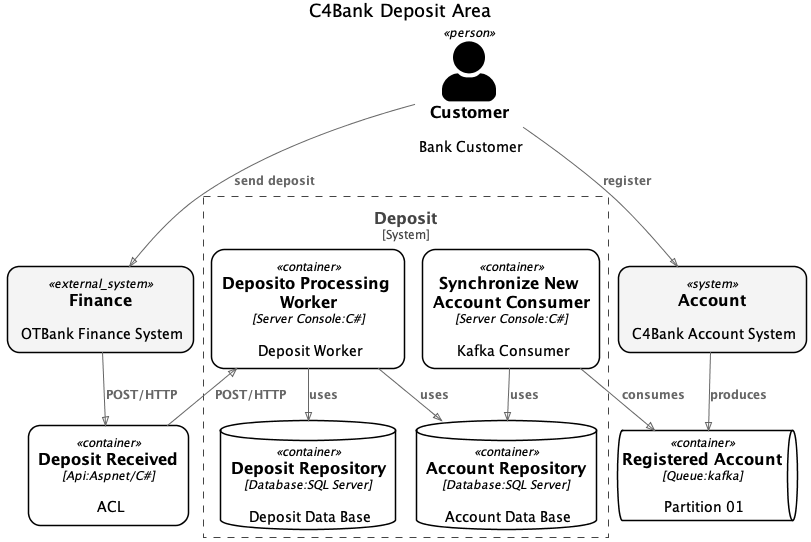 C4Bank Deposit Area
«person»
Customer
Bank Customer
send deposit
register
Deposit
[System]
«external_system»
Finance
OTBank Finance System
«container»
Deposito Processing
Worker
[Server Console:C#]
Deposit Worker
«container»
Synchronize New
Account Consumer
[Server Console:C#]
Kafka Consumer
«system»
Account
C4Bank Account System
POST/HTTP
POST/HTTP
uses
uses
uses
consumes
produces
«container»
Deposit Received
[Api:Aspnet/C#]
ACL
«container»
Deposit Repository
[Database:SQL Server]
Deposit Data Base
«container»
Account Repository
[Database:SQL Server]
Account Data Base
«container»
Registered Account
[Queue:kafka]
Partition 01